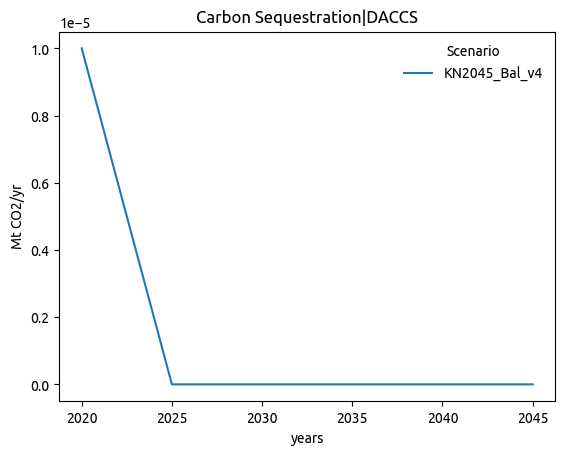 Carbon Sequestration|DACCS
1e−5
Scenario
KN2045_Bal_v4
1.0
0.8
0.6
0.4
0.2
0.0
Mt CO2/yr
2020 2025 2030 2035 2040 2045
years